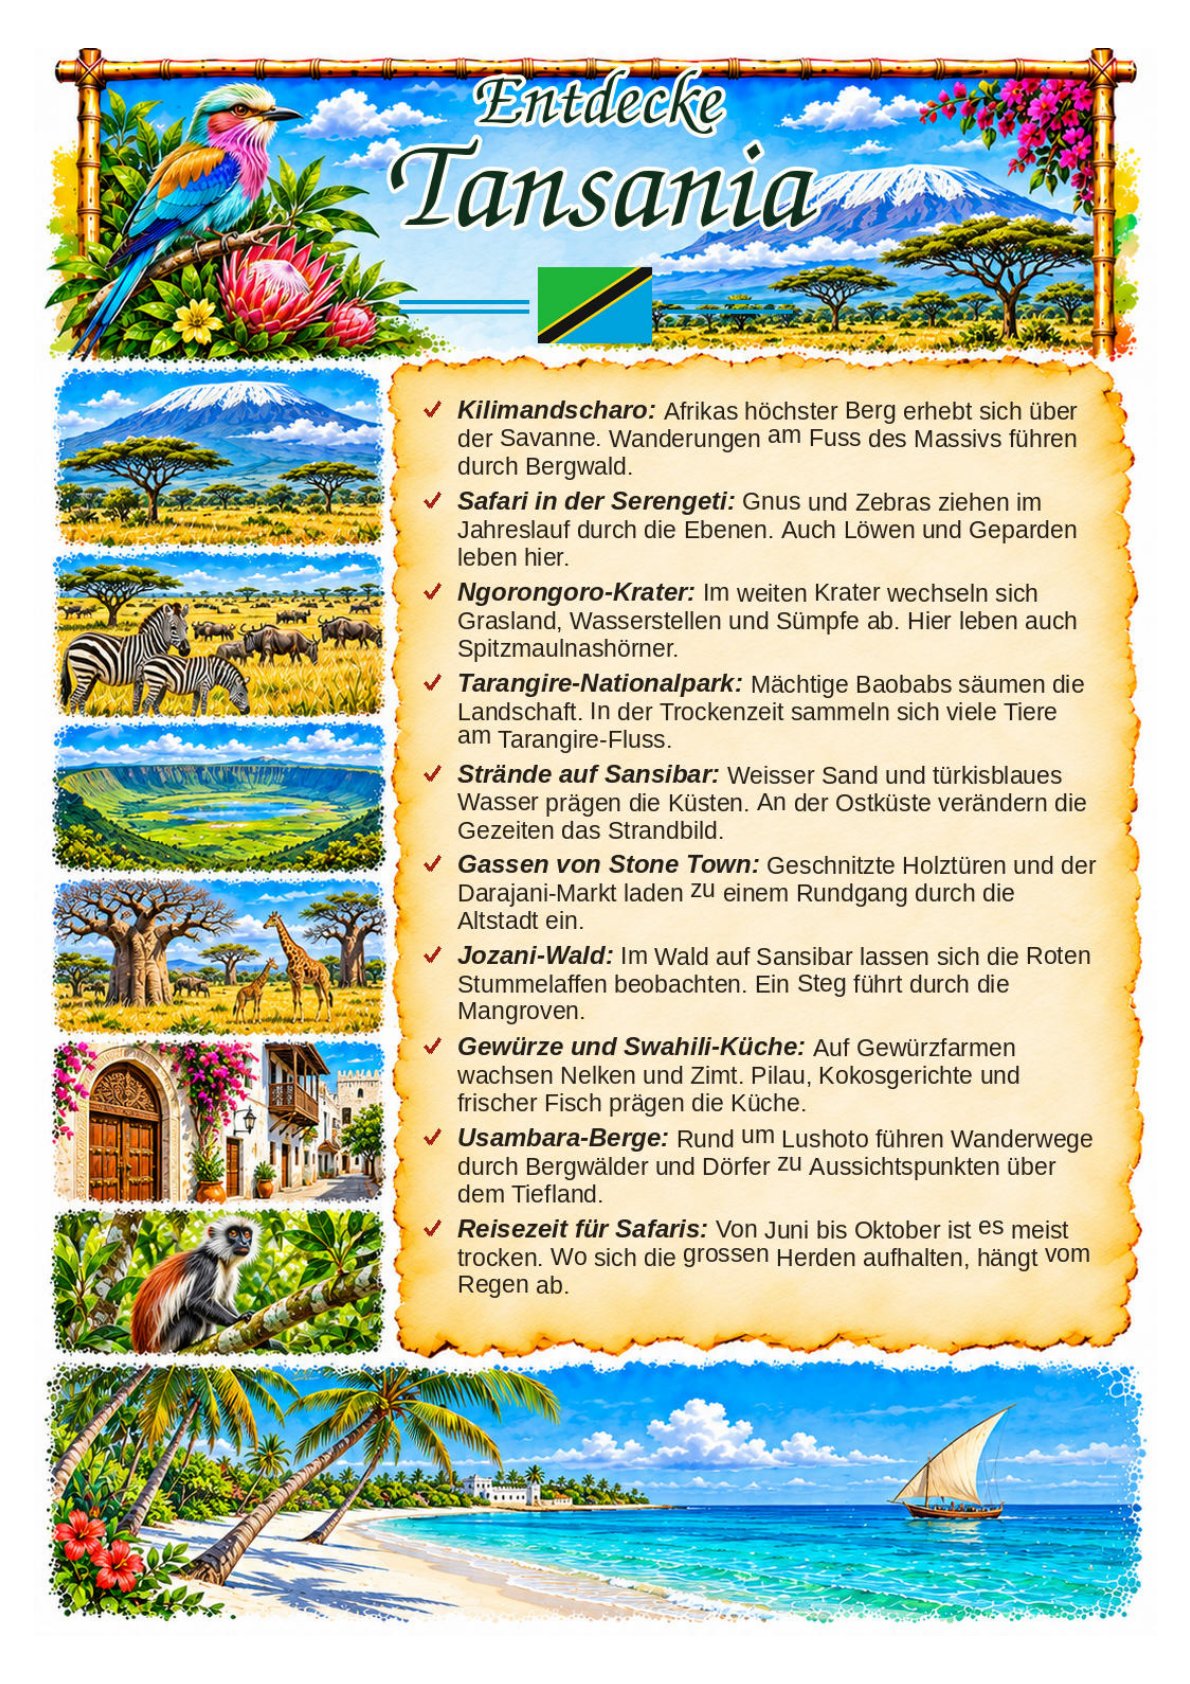 Entdecke
Tansania
Kilimandscharo: Afrikas höchster Berg erhebt sich über
der Savanne. Wanderungen am Fuss des Massivs führen
durch Bergwald.
Safari in der Serengeti: Gnus und Zebras ziehen im
Jahreslauf durch die Ebenen. Auch Löwen und Geparden
leben hier.
Ngorongoro-Krater: Im weiten Krater wechseln sich
Grasland, Wasserstellen und Sümpfe ab. Hier leben auch
Spitzmaulnashörner.
Tarangire-Nationalpark: Mächtige Baobabs säumen die
Landschaft. In der Trockenzeit sammeln sich viele Tiere
am Tarangire-Fluss.
Strände auf Sansibar: Weisser Sand und türkisblaues
Wasser prägen die Küsten. An der Ostküste verändern die
Gezeiten das Strandbild.
Gassen von Stone Town: Geschnitzte Holztüren und der
Darajani-Markt laden zu einem Rundgang durch die
Altstadt ein.
Jozani-Wald: Im Wald auf Sansibar lassen sich die Roten
Stummelaffen beobachten. Ein Steg führt durch die
Mangroven.
Gewürze und Swahili-Küche: Auf Gewürzfarmen
wachsen Nelken und Zimt. Pilau, Kokosgerichte und
frischer Fisch prägen die Küche.
Usambara-Berge: Rund um Lushoto führen Wanderwege
durch Bergwälder und Dörfer zu Aussichtspunkten über
dem Tiefland.
Reisezeit für Safaris: Von Juni bis Oktober ist es meist
trocken. Wo sich die grossen Herden aufhalten, hängt vom
Regen ab.